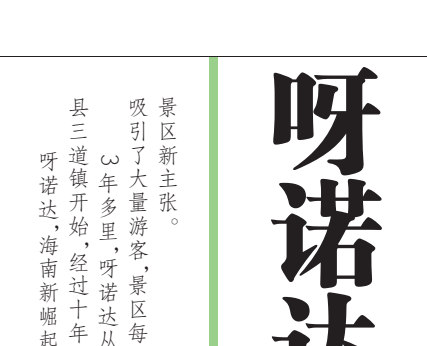 呀诺达
呀诺达，海南新崛起
县三道镇开始，经过十年
3年多里，呀诺达从
吸引了大量游客，景区每
景区新主张。